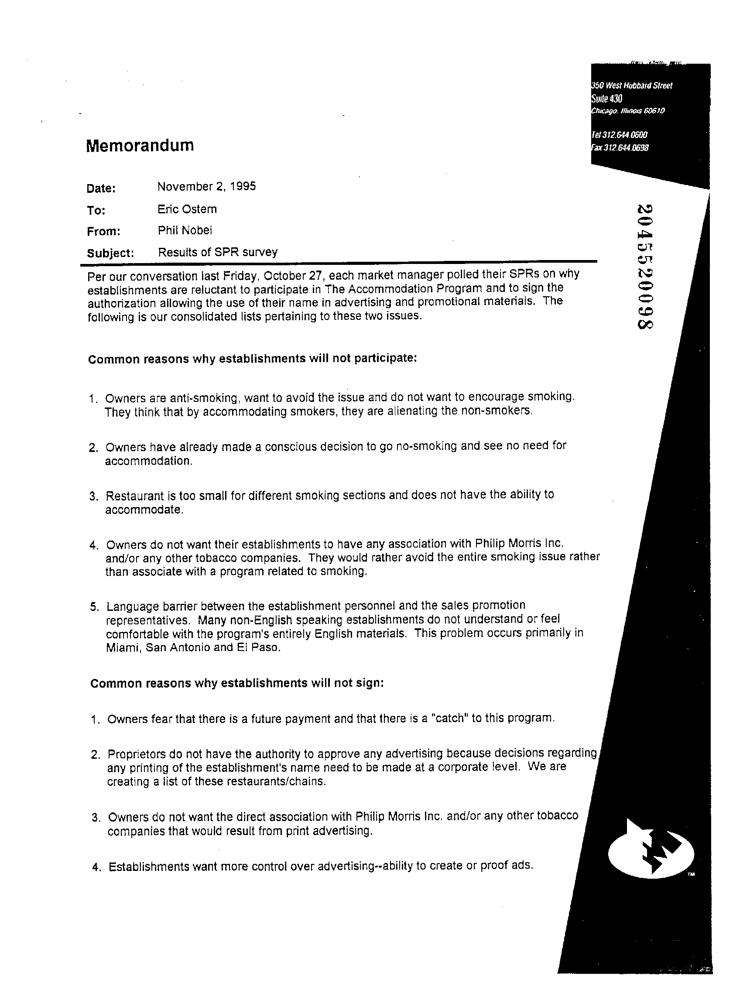 350 West Hubbard Street
Suite 430
Chicago, Illinois 60610
Tel 312.644.0600
Fax 312.644.0698
Memorandum
Date: November 2, 1995
To: Eric Ostern
From: Phil Nobel
Subject: Results of SPR survey
2045520098
Per our conversation last Friday, October 27, each market manager polled their SPRs on why
establishments are reluctant to participate in The Accommodation Program and to sign the
authorization allowing the use of their name in advertising and promotional materials. The
following is our consolidated lists pertaining to these two issues.
Common reasons why establishments will not participate:
1. Owners are anti-smoking, want to avoid the issue and do not want to encourage smoking.
They think that by accommodating smokers, they are alienating the non-smokers.
2. Owners have already made a conscious decision to go no-smoking and see no need for
accommodation.
3. Restaurant is too small for different smoking sections and does not have the ability to
accommodate.
4. Owners do not want their establishments to have any association with Philip Morris Inc.
and/or any other tobacco companies. They would rather avoid the entire smoking issue rather
than associate with a program related to smoking.
5. Language barrier between the establishment personnel and the sales promotion
representatives. Many non-English speaking establishments do not understand or feel
comfortable with the program's entirely English materials. This problem occurs primarily in
Miami, San Antonio and El Paso.
Common reasons why establishments will not sign:
1. Owners fear that there is a future payment and that there is a "catch" to this program.
2. Proprietors do not have the authority to approve any advertising because decisions regarding
any printing of the establishment's name need to be made at a corporate level. We are
creating a list of these restaurants/chains.
3. Owners do not want the direct association with Philip Morris Inc. and/or any other tobacco
companies that would result from print advertising.
4. Establishments want more control over advertising--ability to create or proof ads.
TM